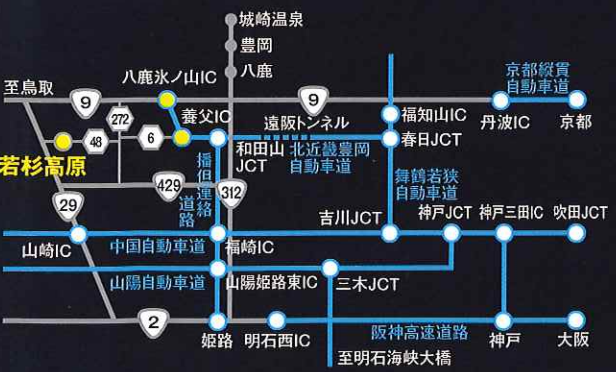 城崎温泉
豊岡
八鹿
至鳥取
八鹿氷ノ山IC
京都縦貫
自動車道
9
9
272
養父IC
遠阪トンネル
福知山IC
丹波IC
京都
48
6
和田山
JCT
北近畿豊岡
自動車道
春日JCT
若杉高原
播但連絡
道路
429
312
舞鶴若狭
自動車道
29
吉川JCT
神戸JCT
神戸三田IC
吹田JCT
山崎IC
中国自動車道
福崎IC
山陽自動車道
山陽姫路東IC
三木JCT
2
姫路
明石西IC
阪神高速道路
神戸
大阪
至明石海峡大橋